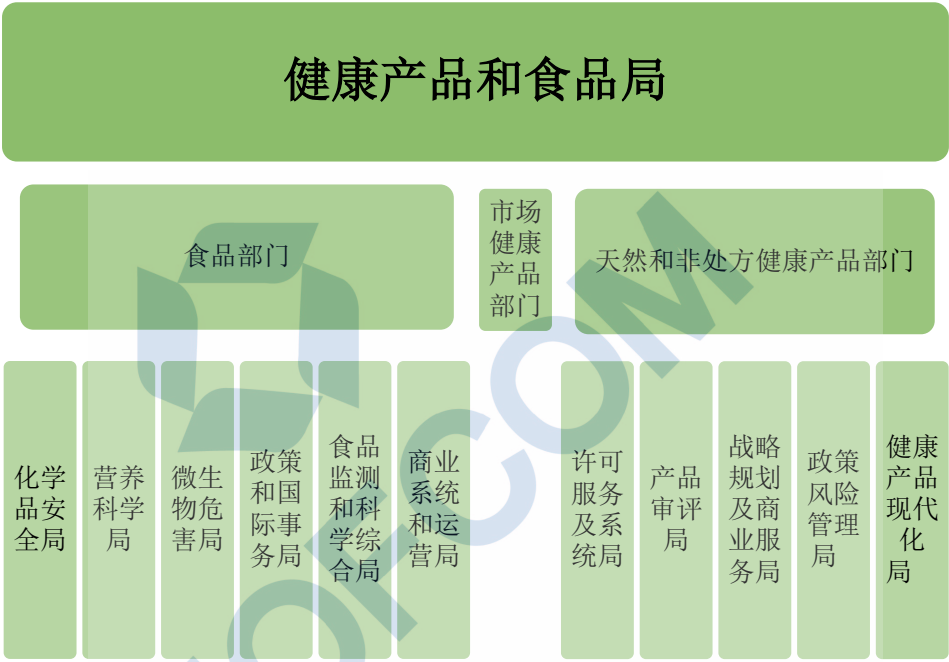 健康产品和食品局
食品部门
市场
健康
产品
部门
天然和非处方健康产品部门
化学
品安
全局
营养
科学
局
微生
物危
害局
政策
和国
际事
务局
食品
监测
和科
学综
合局
商业
系统
和运
营局
许可
服务
及系
统局
产品
审评
局
战略
规划
及商
业服
务局
政策
风险
管理
局
健康
产品
现代
化
局
OFCOM